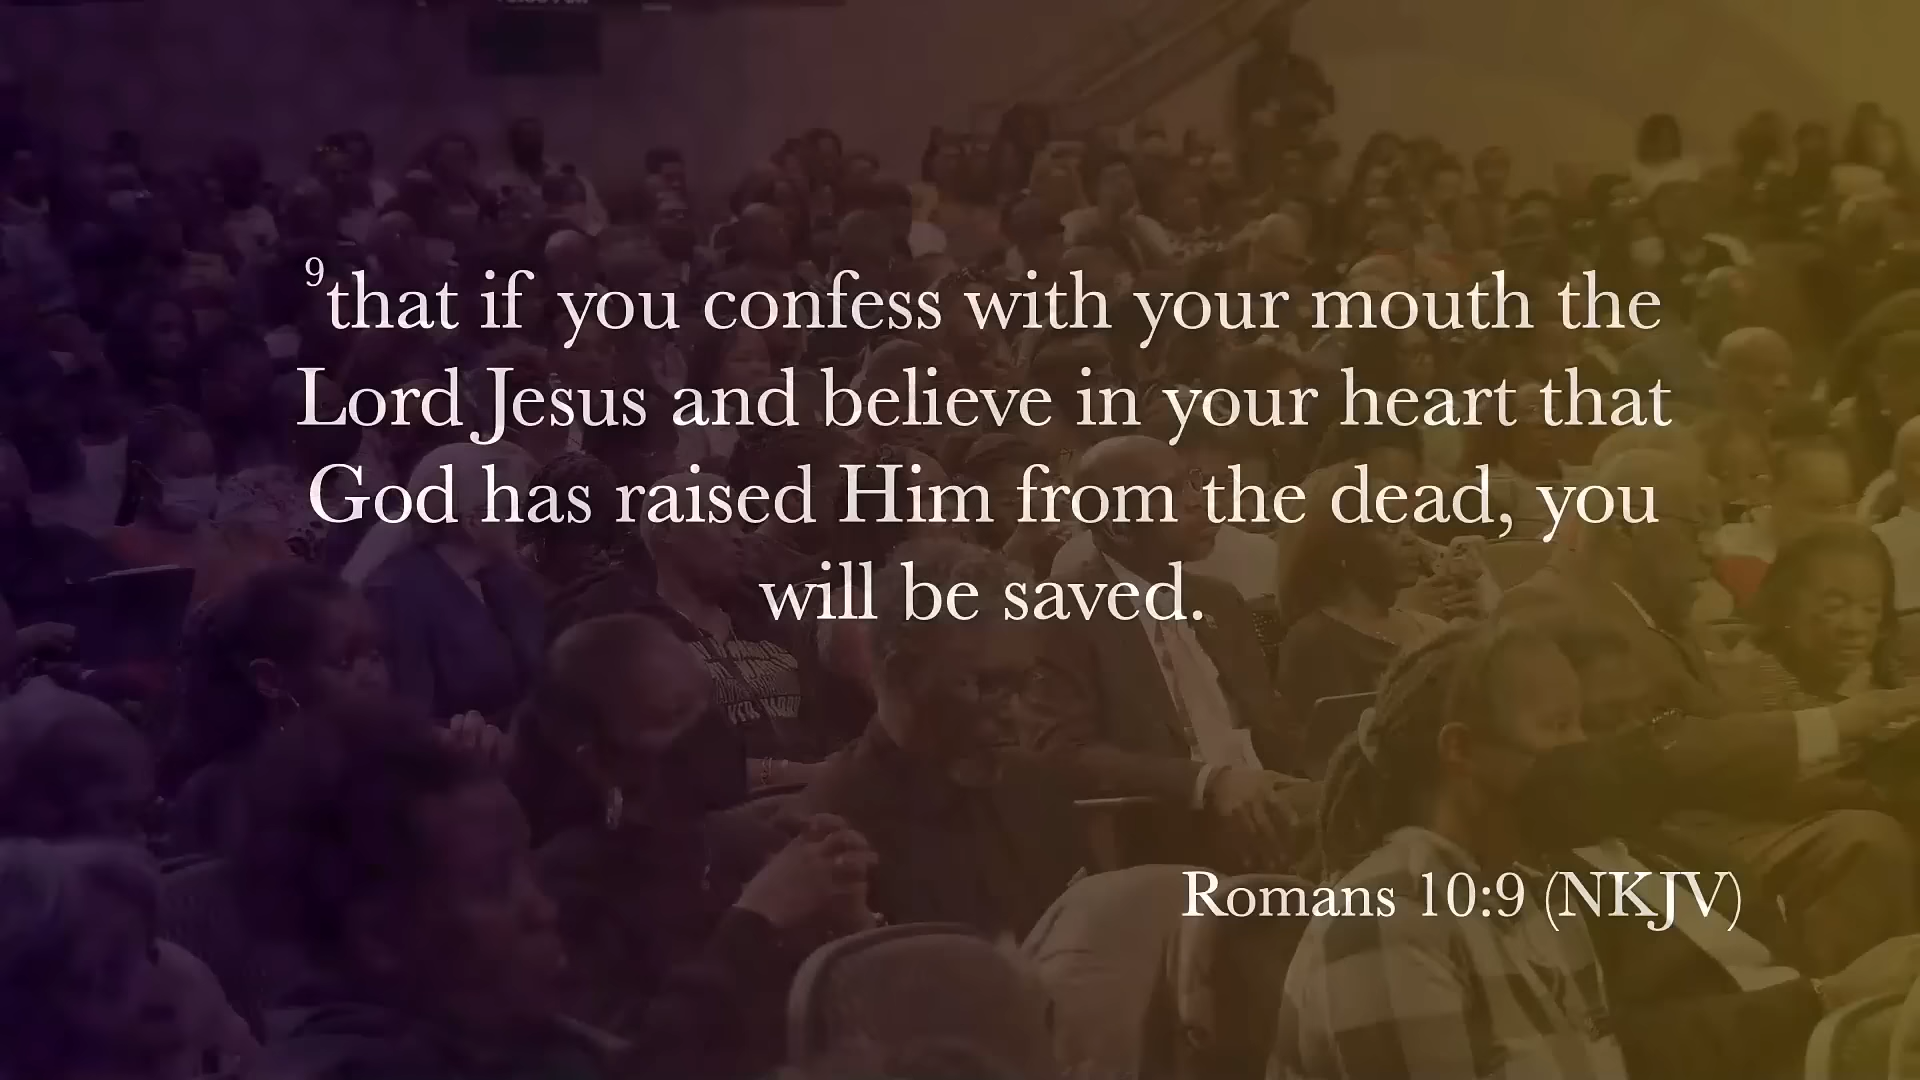 ⁹that if you confess with your mouth the
Lord Jesus and believe in your heart that
God has raised Him from the dead, you
will be saved.
Romans 10:9 (NKJV)